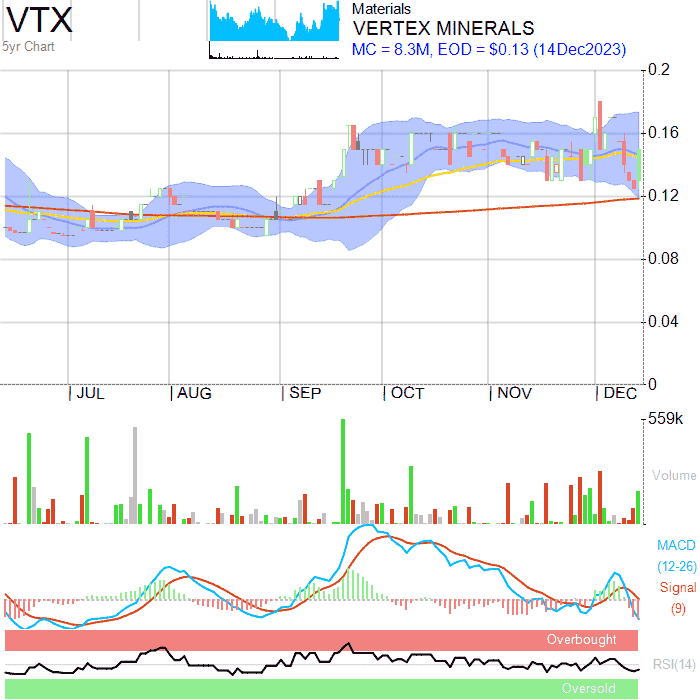 VTX
5yr Chart
Materials
VERTEX MINERALS
MC = 8.3M, EOD = $0.13 (14Dec2023)
0.2
0.16
0.12
0.08
0.04
0
JUL AUG SEP OCT NOV DEC
559k
Volume
MACD
(12-26)
Signal
(9)
Overbought
RSI(14)
Oversold